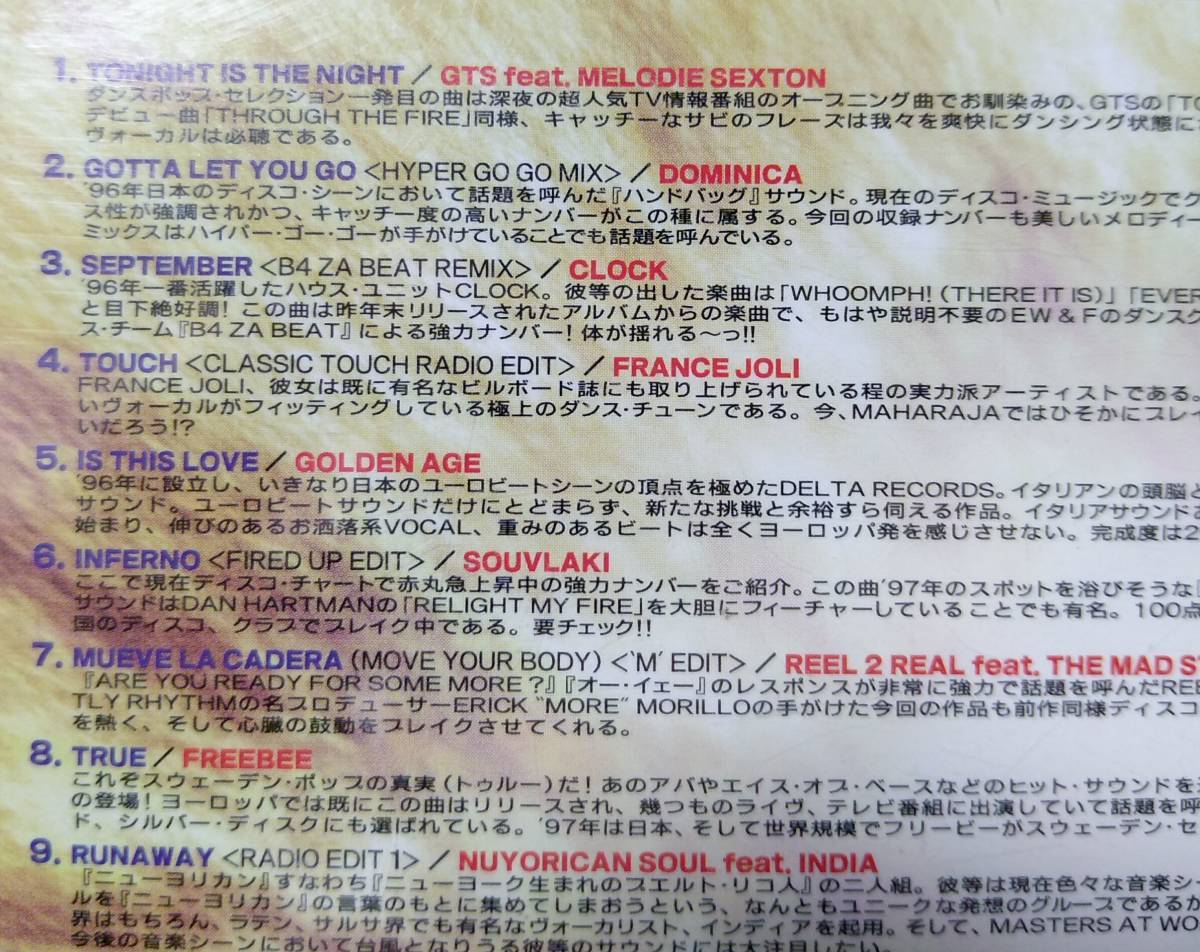 1. TONIGHT IS THE NIGHT / GTS feat. MELODIE SEXTON
ダンスポップ・セレクション一発目の曲は深夜の超人気TV情報番組のオープニング曲でお馴染みの、GTSの「TO
デビュー曲「THROUGH THE FIRE」同様、キャッチーなサビのフレーズは我々を爽快にダンシング状態に
ヴォーカルは必聴である。
2. GOTTA LET YOU GO <HYPER GO GO MIX> / DOMINICA
'96年日本のディスコ・シーンにおいて話題を呼んだ『ハンドバッグ』サウンド。現在のディスコ・ミュージックでク
ス性が強調されかつ、キャッチー度の高いナンバーがこの種に属する。今回の収録ナンバーも美しいメロディー
ミックスはハイパー・ゴー・ゴーが手がけていることでも話題を呼んでいる。
3. SEPTEMBER <B4 ZA BEAT REMIX> / CLOCK
'96年一番活躍したハウス・ユニットCLOCK。彼等の出した楽曲は「WHOOMPH! (THERE IT IS)」「EVER
と目下絶好調! この曲は昨年末リリースされたアルバムからの楽曲で、もはや説明不要のEW&Fのダンスク
ス・チーム『B4 ZA BEAT』による強力ナンバー! 体が揺れる〜っ!!
4. TOUCH <CLASSIC TOUCH RADIO EDIT> / FRANCE JOLI
FRANCE JOLI、彼女は既に有名なビルボード誌にも取り上げられている程の実力派アーティストである。
いヴォーカルがフィッティングしている極上のダンス・チューンである。今、MAHARAJAではひそかにブレイ
いだろう!?
5. IS THIS LOVE / GOLDEN AGE
'96年に設立し、いきなり日本のユーロビートシーンの頂点を極めたDELTA RECORDS。イタリアンの頭脳と
サウンド。ユーロビートサウンドだけにとどまらず、新たな挑戦と余裕すら伺える作品。イタリアサウンド
始まり、伸びのあるお洒落系VOCAL、重みのあるビートは全くヨーロッパ発を感じさせない。完成度は2
6. INFERNO <FIRED UP EDIT> / SOUVLAKI
ここで現在ディスコ・チャートで赤丸急上昇中の強力ナンバーをご紹介。この曲'97年のスポットを浴びそうな
サウンドはDAN HARTMANの「RELIGHT MY FIRE」を大胆にフィーチャーしていることでも有名。100点
国のディスコ、クラブでブレイク中である。要チェック!!
7. MUEVE LA CADERA (MOVE YOUR BODY) <'M' EDIT> / REEL 2 REAL feat. THE MAD ST
『ARE YOU READY FOR SOME MORE ?』『オー・イェー』のレスポンスが非常に強力で話題を呼んだREE
TLY RHYTHMの名プロデューサーERICK "MORE" MORILLOの手がけた今回の作品も前作同様ディスコ
を熱く、そして心臓の鼓動をブレイクさせてくれる。
8. TRUE / FREEBEE
これぞスウェーデン・ポップの真実(トゥルー)だ! あのアバやエイス・オブ・ベースなどのヒット・サウンドを
の登場! ヨーロッパでは既にこの曲はリリースされ、幾つものライヴ、テレビ番組に出演していて話題を呼
ド、シルバー・ディスクにも選ばれている。'97年は日本、そして世界規模でフリービーがスウェーデン・セ
9. RUNAWAY <RADIO EDIT 1> / NUYORICAN SOUL feat. INDIA
『ニューヨリカン』すなわち『ニューヨーク生まれのプエルト・リコ人』の二人組。彼等は現在色々な音楽シー
ルを『ニューヨリカン』の言葉のもとに集めてしまおうという、なんともユニークな発想のグループであるか
界はもちろん、ラテン、サルサ界でも有名なヴォーカリスト、インディアを起用。そして、MASTERS AT WO
今後の音楽シーンにおいて台風となりうる彼等のサウンドには大注目したい。